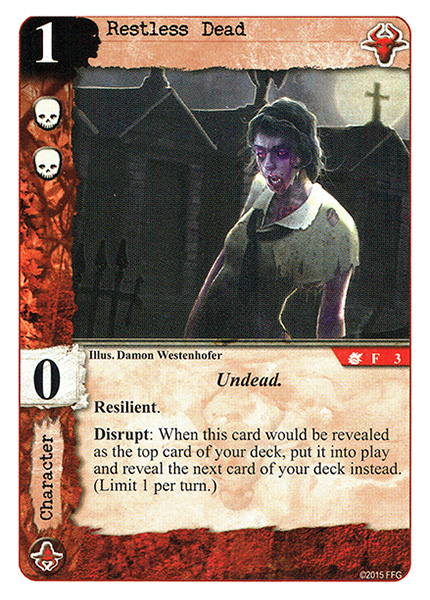 1
Restless Dead
Illus. Damon Westenhofer
F 3
0
Undead.
Resilient.
Disrupt: When this card would be revealed
as the top card of your deck, put it into play
and reveal the next card of your deck instead.
(Limit 1 per turn.)
Character
©2015 FFG